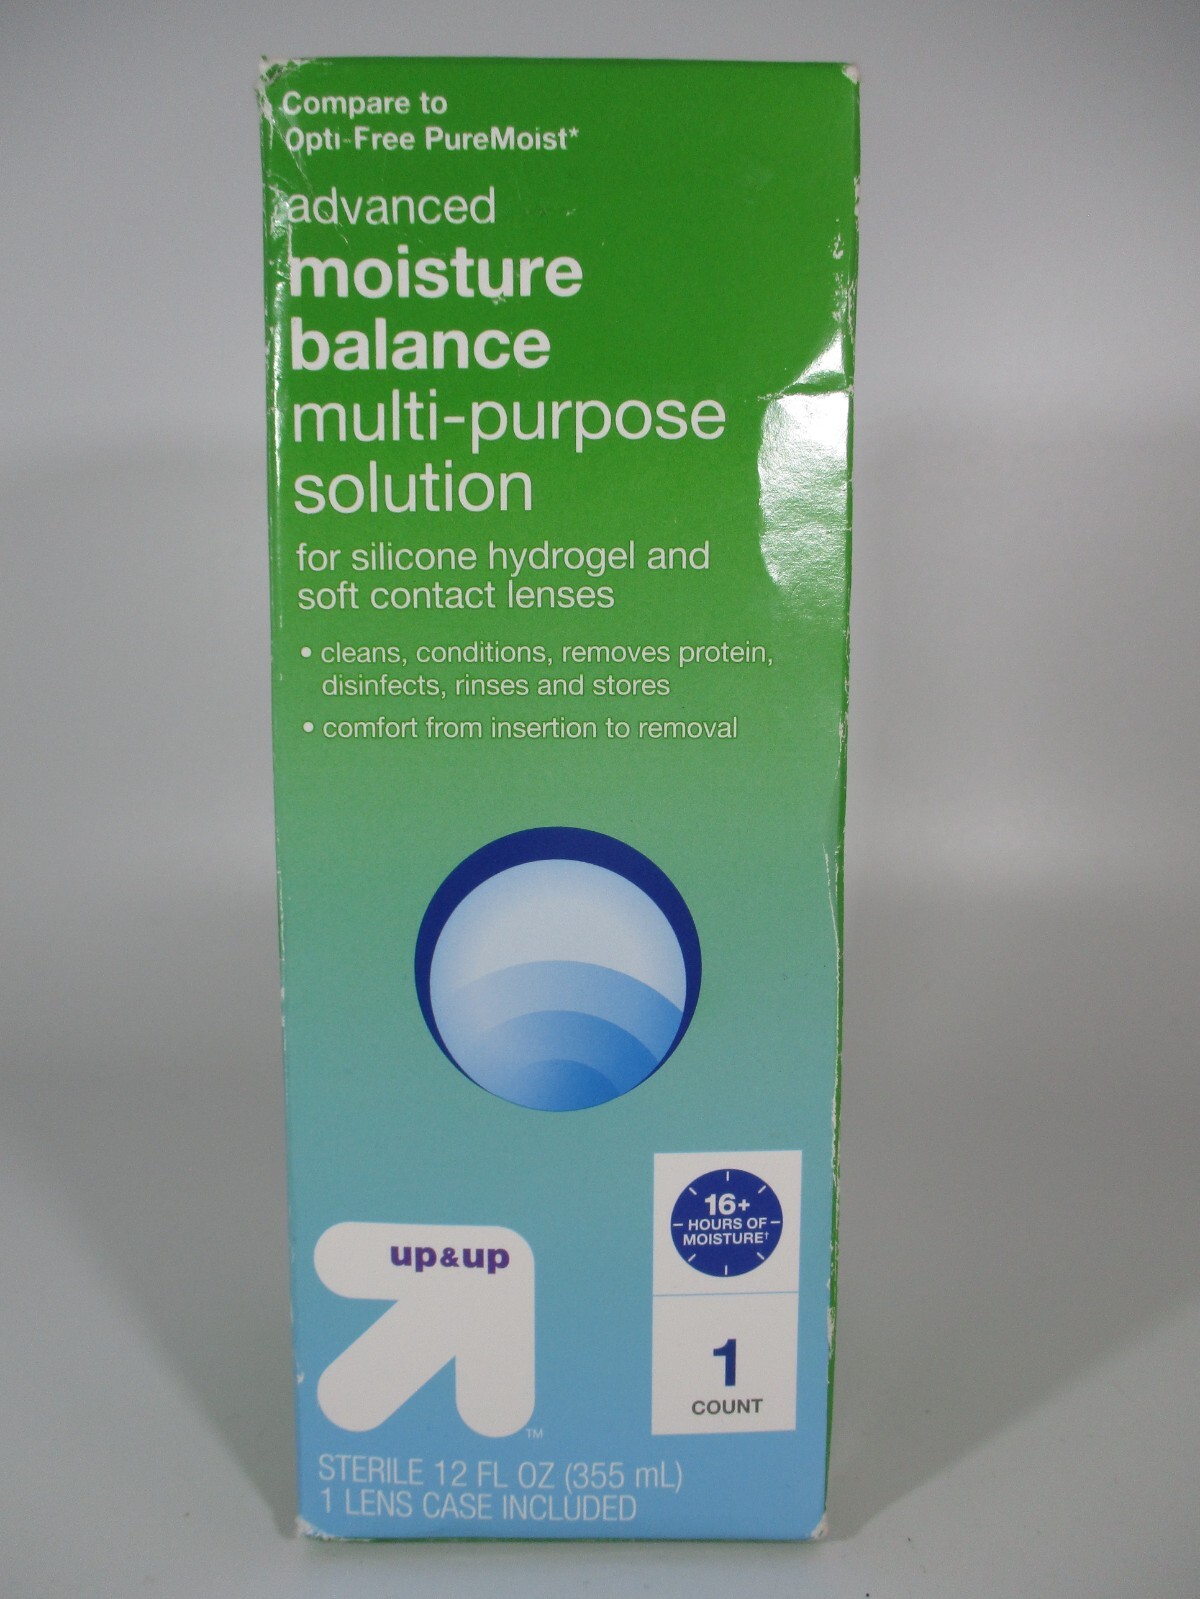 Compare to
Opti-Free PureMoist*
advanced
moisture
balance
multi-purpose
solution
for silicone hydrogel and
soft contact lenses
• cleans, conditions, removes protein,
disinfects, rinses and stores
• comfort from insertion to removal
16+
HOURS OF
MOISTURE†
up&up
1
COUNT
TM
STERILE 12 FL OZ (355 mL)
1 LENS CASE INCLUDED